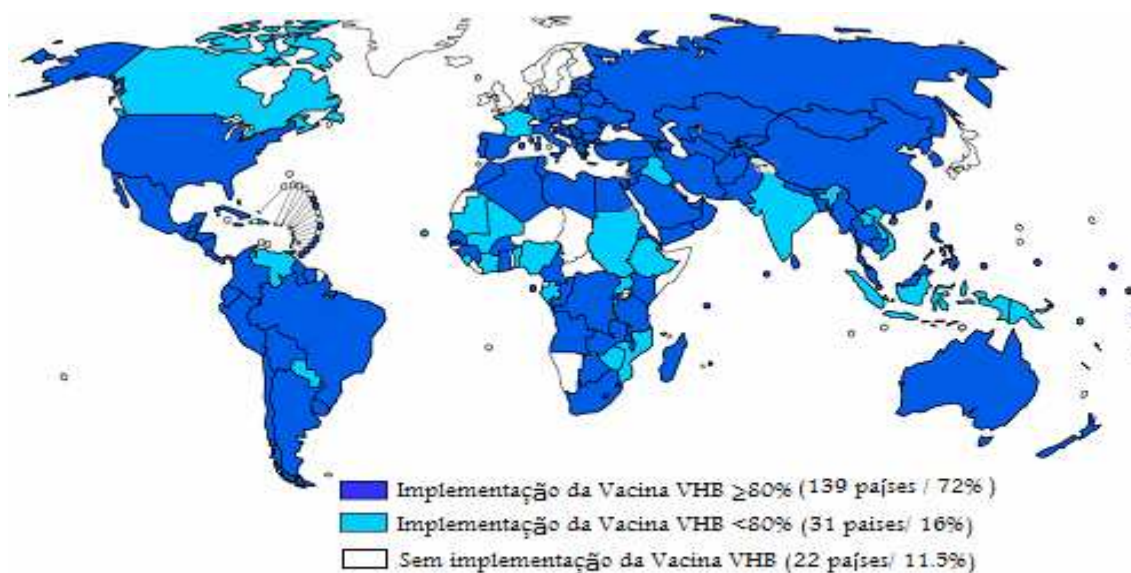 Implementação da Vacina VHB ≥80% (139 países / 72% )
Implementação da Vacina VHB <80% (31 paises/ 16%)
Sem implementação da Vacina VHB (22 países/ 11.5%)